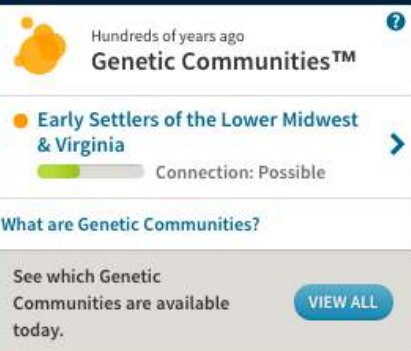 ?
Hundreds of years ago
Genetic Communities™
Early Settlers of the Lower Midwest
& Virginia
Connection: Possible
What are Genetic Communities?
See which Genetic
Communities are available
today.
VIEW ALL